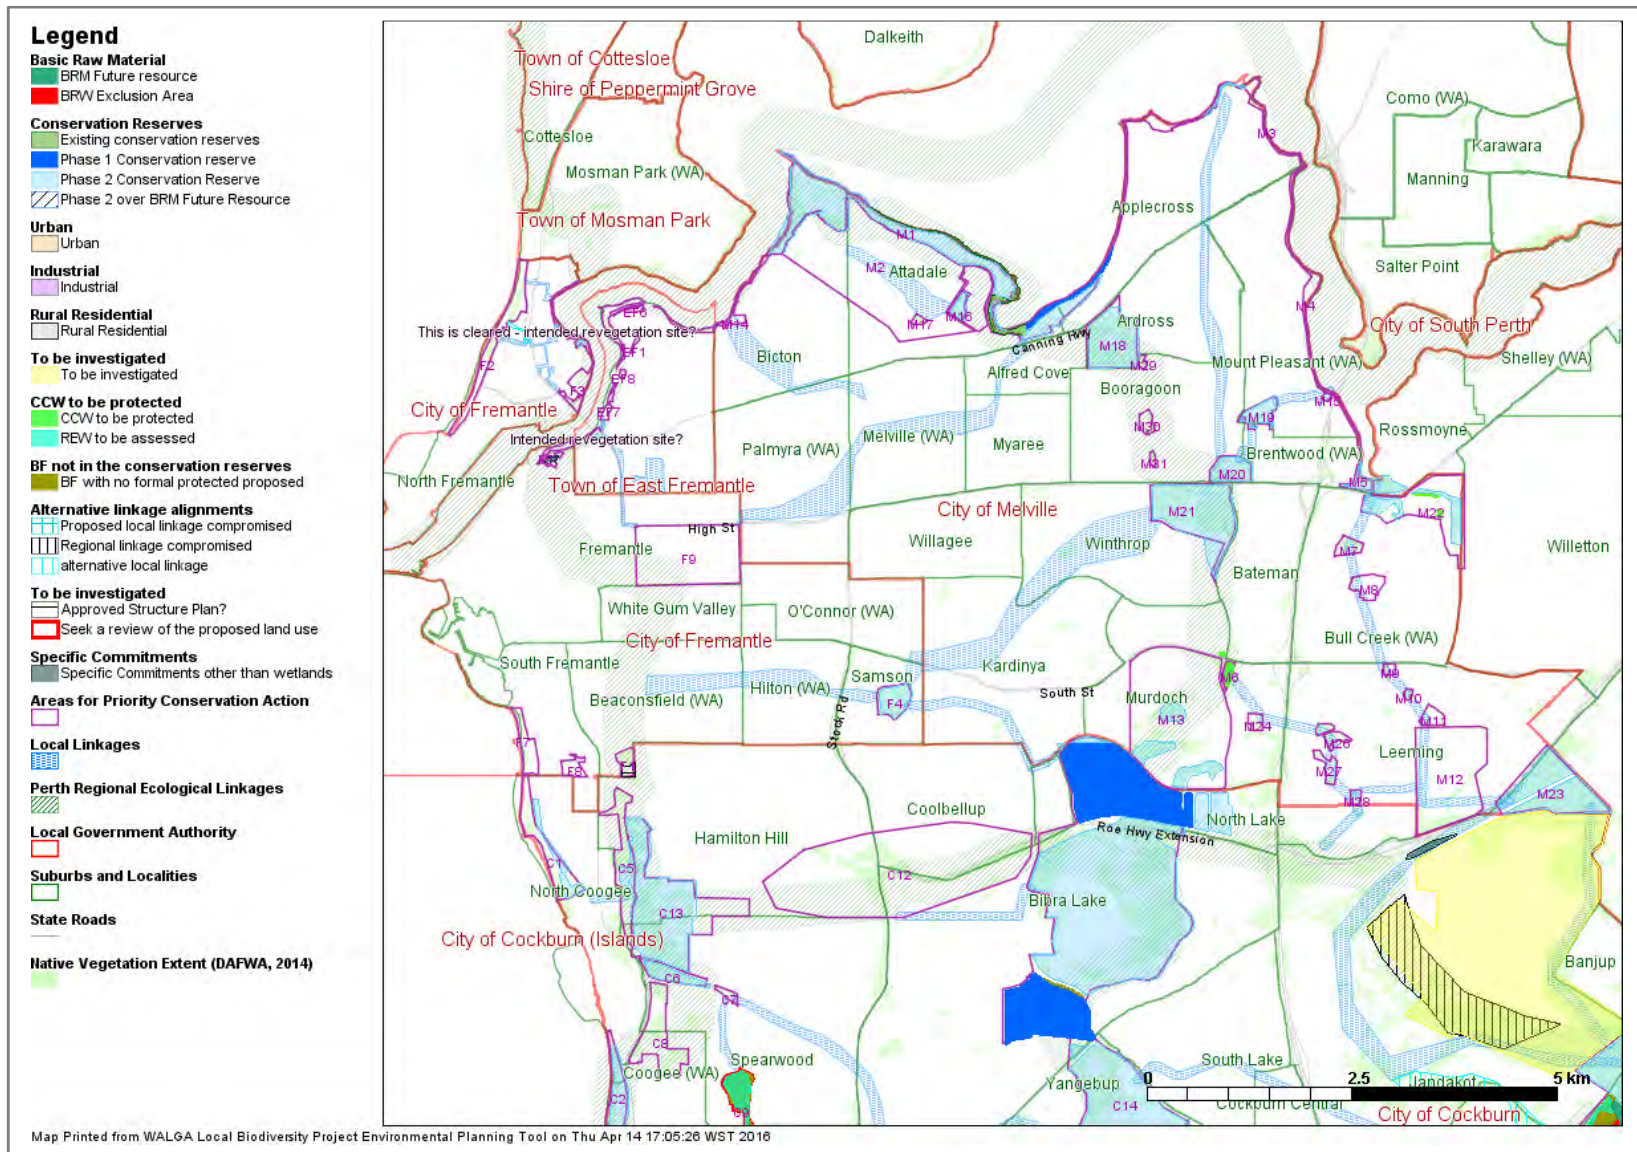 Legend
Basic Raw Material
BRM Future resource
BRW Exclusion Area
Conservation Reserves
Existing conservation reserves
Phase 1 Conservation reserve
Phase 2 Conservation Reserve
Phase 2 over BRM Future Resource
Urban
Urban
Industrial
Industrial
Rural Residential
Rural Residential
To be investigated
To be investigated
CCW to be protected
CCW to be protected
REW to be assessed
BF not in the conservation reserves
BF with no formal protected proposed
Alternative linkage alignments
Proposed local linkage compromised
Regional linkage compromised
alternative local linkage
To be investigated
Approved Structure Plan?
Seek a review of the proposed land use
Specific Commitments
Specific Commitments other than wetlands
Areas for Priority Conservation Action
Local Linkages
Perth Regional Ecological Linkages
Local Government Authority
Suburbs and Localities
State Roads
Native Vegetation Extent (DAFWA, 2014)
Dalkeith
Town of Cottesloe
Shire of Peppermint Grove
Como (WA)
Cottesloe
M3
Karawara
Mosman Park (WA)
Manning
Town of Mosman Park
Applecross
M1
M2
Attadale
Salter Point
M4
EF6
M14
M17
M16
Ardross
City of South Perth
This is cleared - intended revegetation site?
Canning Hwy
M18
EF1
Bicton
M29
Mount Pleasant (WA)
Shelley (WA)
F2
Alfred Cove
EF8
F3
Booragoon
M15
City of Fremantle
EF7
M19
M30
Rossmoyne
Intended revegetation site?
Palmyra (WA)
Melville (WA)
Myaree
Brentwood (WA)
M31
M20
North Fremantle
Town of East Fremantle
M5
City of Melville
M21
M22
High St
Fremantle
F9
Willagee
Winthrop
M7
Willetton
Bateman
M8
White Gum Valley
O'Connor (WA)
City of Fremantle
Bull Creek (WA)
South Fremantle
Kardinya
Samson
M6
M9
Beaconsfield (WA)
Hilton (WA)
South St
Murdoch
F4
M10
Stock Rd
M13
M24
M11
F7
M26
Leeming
F8
M27
M12
M28
M23
Coolbellup
North Lake
Hamilton Hill
Roe Hwy Extension
C1
C5
C12
North Coogee
Bibra Lake
C13
City of Cockburn (Islands)
Banjup
C6
C7
C8
Spearwood
South Lake
Coogee (WA)
Yangebup
0
2.5
5 km
Jandakot
C2
C14
Cockburn Central
City of Cockburn
Map Printed from WALGA Local Biodiversity Project Environmental Planning Tool on Thu Apr 14 17:05:26 WST 2016